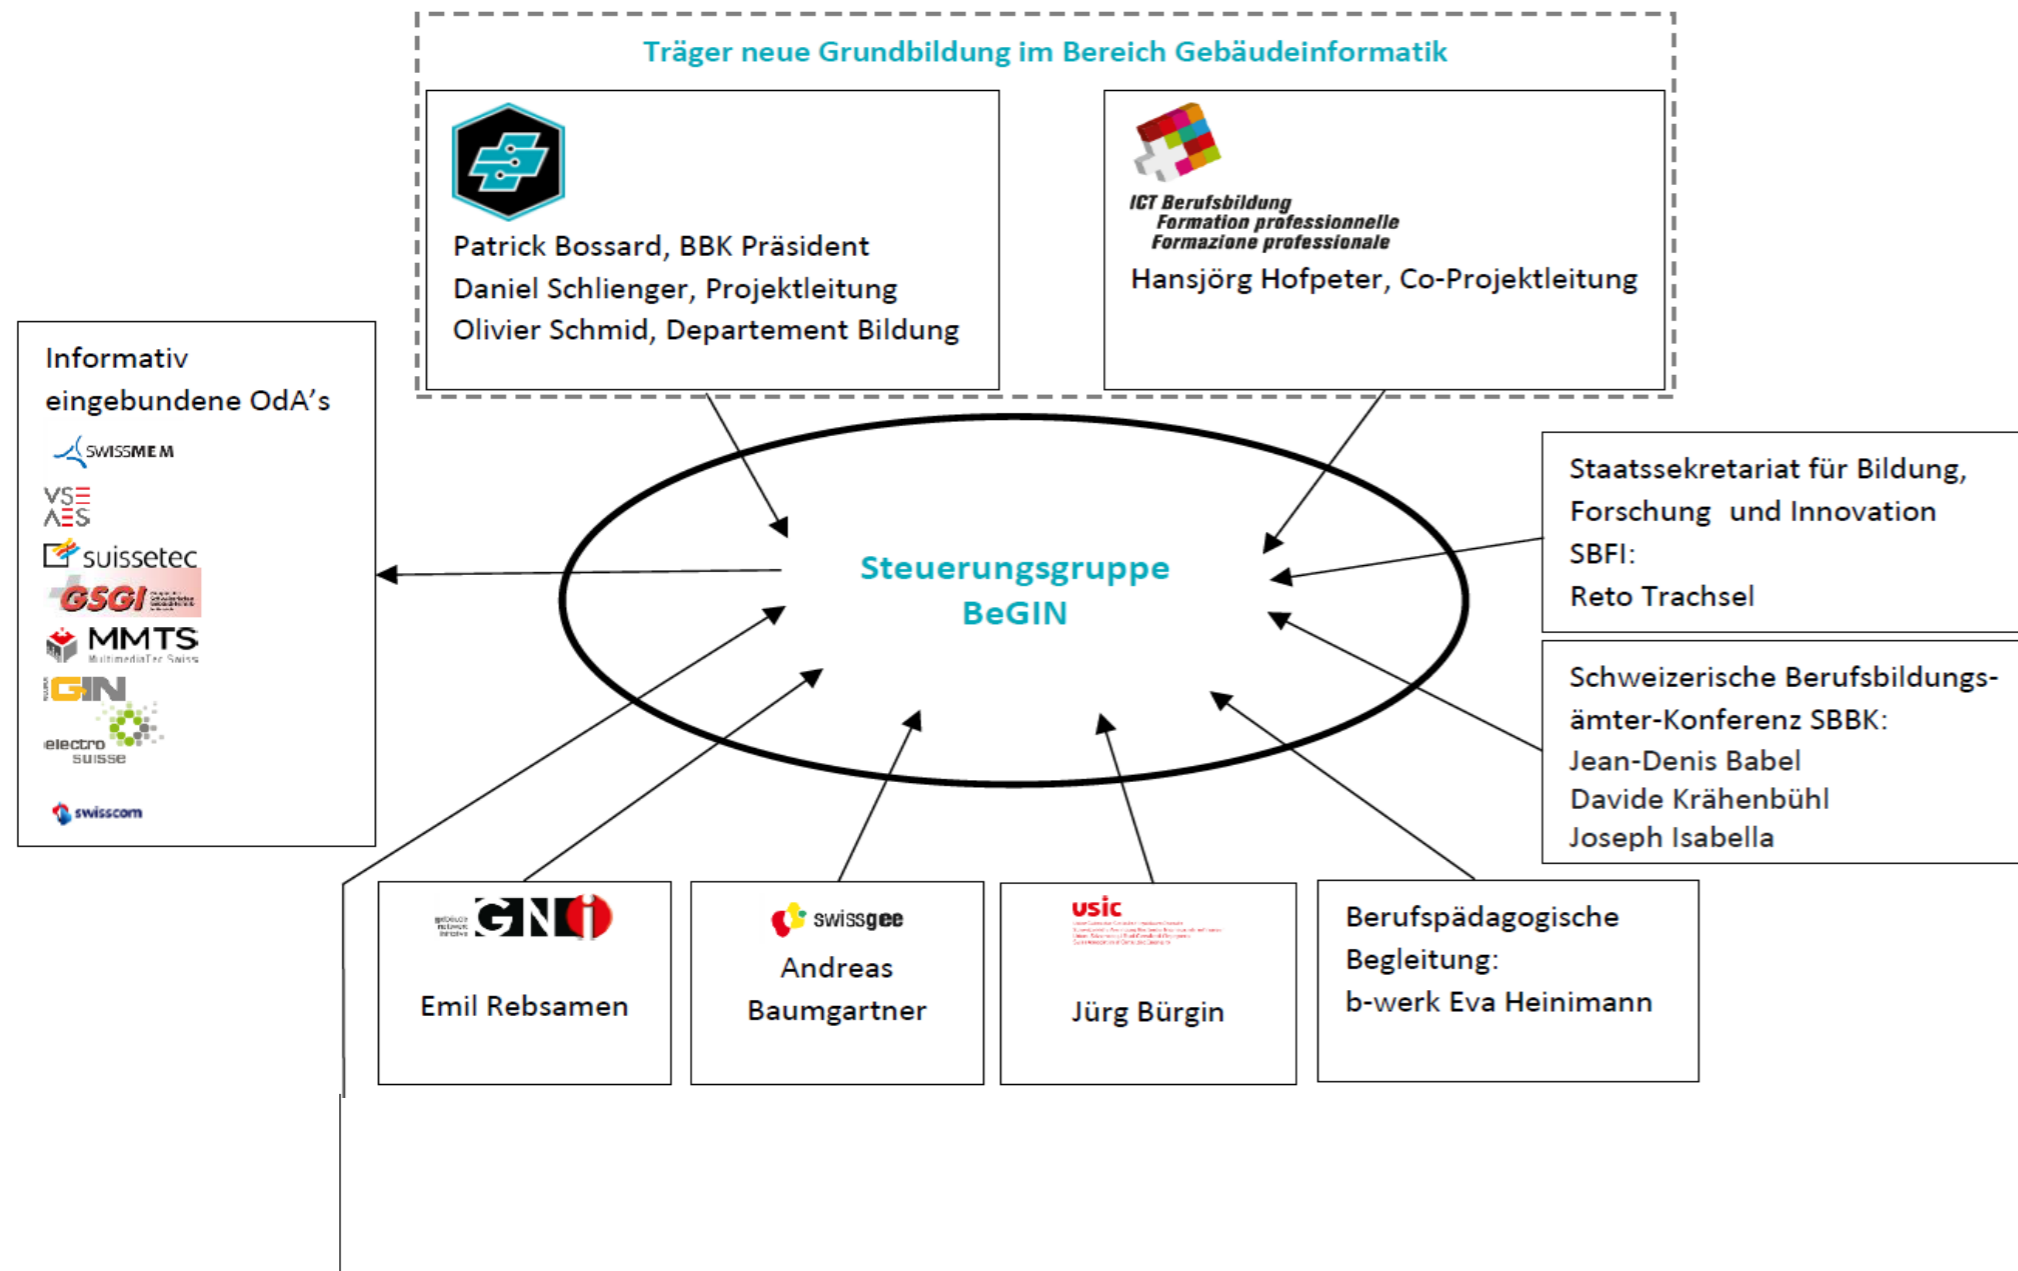 Träger neue Grundbildung im Bereich Gebäudeinformatik
Patrick Bossard, BBK Präsident
Daniel Schlienger, Projektleitung
Olivier Schmid, Departement Bildung
ICT Berufsbildung
Formation professionnelle
Formazione professionale
Hansjörg Hofpeter, Co-Projektleitung
Informativ
eingebundene OdA's
SWISSMEM
VSE
AES
suissetec
GSGI
MMTS
MultimediaTec Swiss
GIN
electro
suisse
swisscom
Steuerungsgruppe
BeGIN
Staatssekretariat für Bildung,
Forschung und Innovation
SBFI:
Reto Trachsel
Schweizerische Berufsbildungs-
ämter-Konferenz SBBK:
Jean-Denis Babel
Davide Krähenbühl
Joseph Isabella
gebäude
netzwerk
initiative
GNi
Emil Rebsamen
swissgee
Andreas
Baumgartner
usic
Jürg Bürgin
Berufspädagogische
Begleitung:
b-werk Eva Heinimann